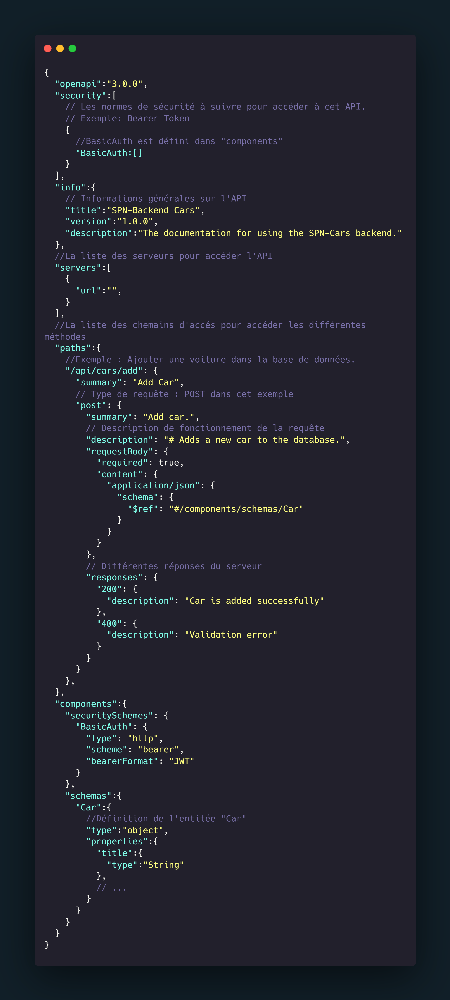 {
  "openapi":"3.0.0",
  "security":[
    // Les normes de sécurité à suivre pour accéder à cet API.
    // Exemple: Bearer Token
    {
      //BasicAuth est défini dans "components"
      "BasicAuth:[]
    }
  ],
  "info":{
    // Informations générales sur l'API
    "title":"SPN-Backend Cars",
    "version":"1.0.0",
    "description":"The documentation for using the SPN-Cars backend."
  },
  //La liste des serveurs pour accéder l'API
  "servers":[
    {
      "url":"",
    }
  ],
  //La liste des chemains d'accés pour accéder les différentes
méthodes
  "paths":{
    //Exemple : Ajouter une voiture dans la base de données.
    "/api/cars/add": {
      "summary": "Add Car",
      // Type de requête : POST dans cet exemple
      "post": {
        "summary": "Add car.",
        // Description de fonctionnement de la requête
        "description": "# Adds a new car to the database.",
        "requestBody": {
          "required": true,
          "content": {
            "application/json": {
              "schema": {
                "$ref": "#/components/schemas/Car"
              }
            }
          }
        },
        // Différentes réponses du serveur
        "responses": {
          "200": {
            "description": "Car is added successfully"
          },
          "400": {
            "description": "Validation error"
          }
        }
      }
    },
  },
  "components":{
    "securitySchemes": {
      "BasicAuth": {
        "type": "http",
        "scheme": "bearer",
        "bearerFormat": "JWT"
      }
    },
    "schemas":{
      "Car":{
        //Définition de l'entitée "Car"
        "type":"object",
        "properties":{
          "title":{
            "type":"String"
          },
          // ...
        }
      }
    }
  }
}